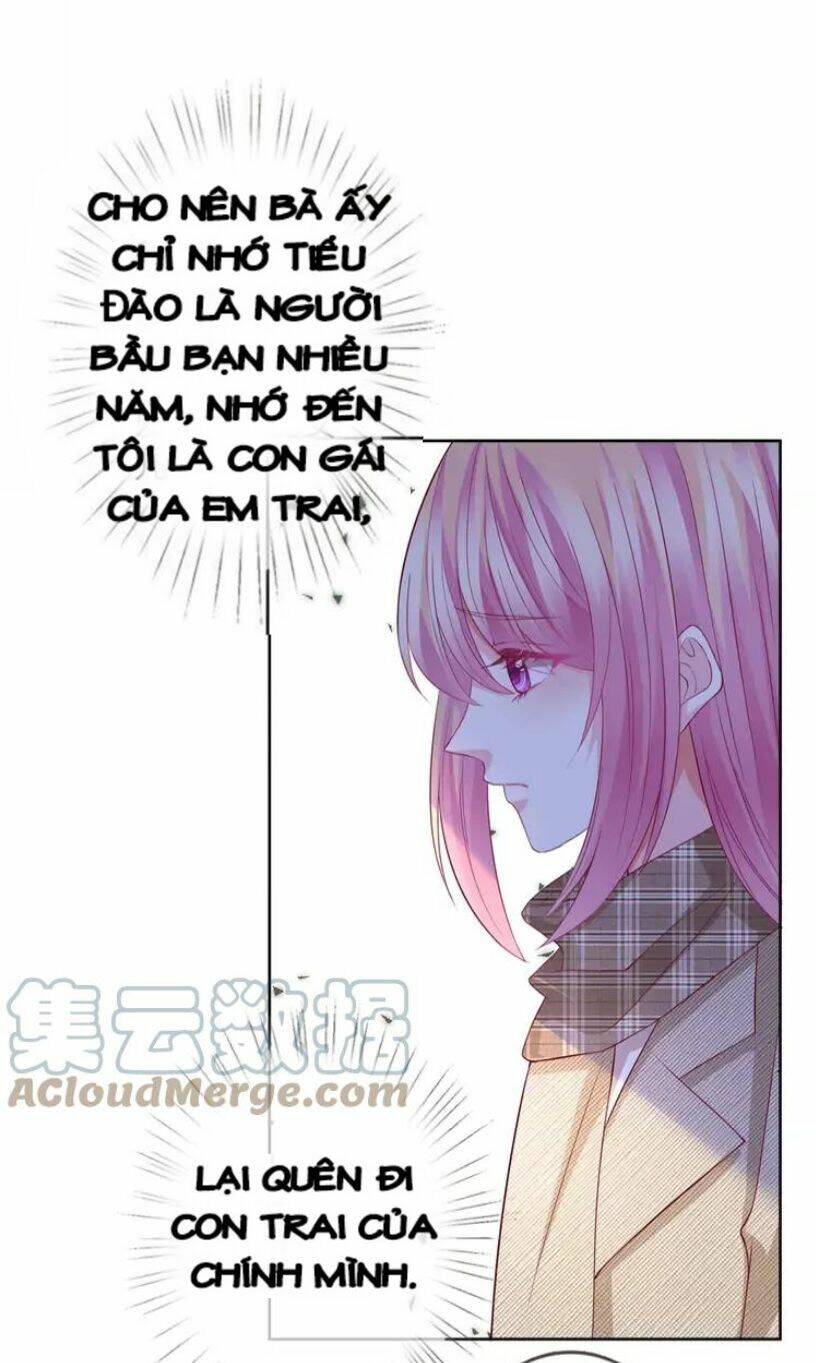 CHO NÊN BÀ ẤY
CHỈ NHỚ TIỂU
ĐÀO LÀ NGƯỜI
BẦU BẠN NHIỀU
NĂM, NHỚ ĐẾN
TÔI LÀ CON GÁI
CỦA EM TRAI,
集云数据
ACloudMerge.com
LẠI QUÊN ĐI
CON TRAI CỦA
CHÍNH MÌNH.